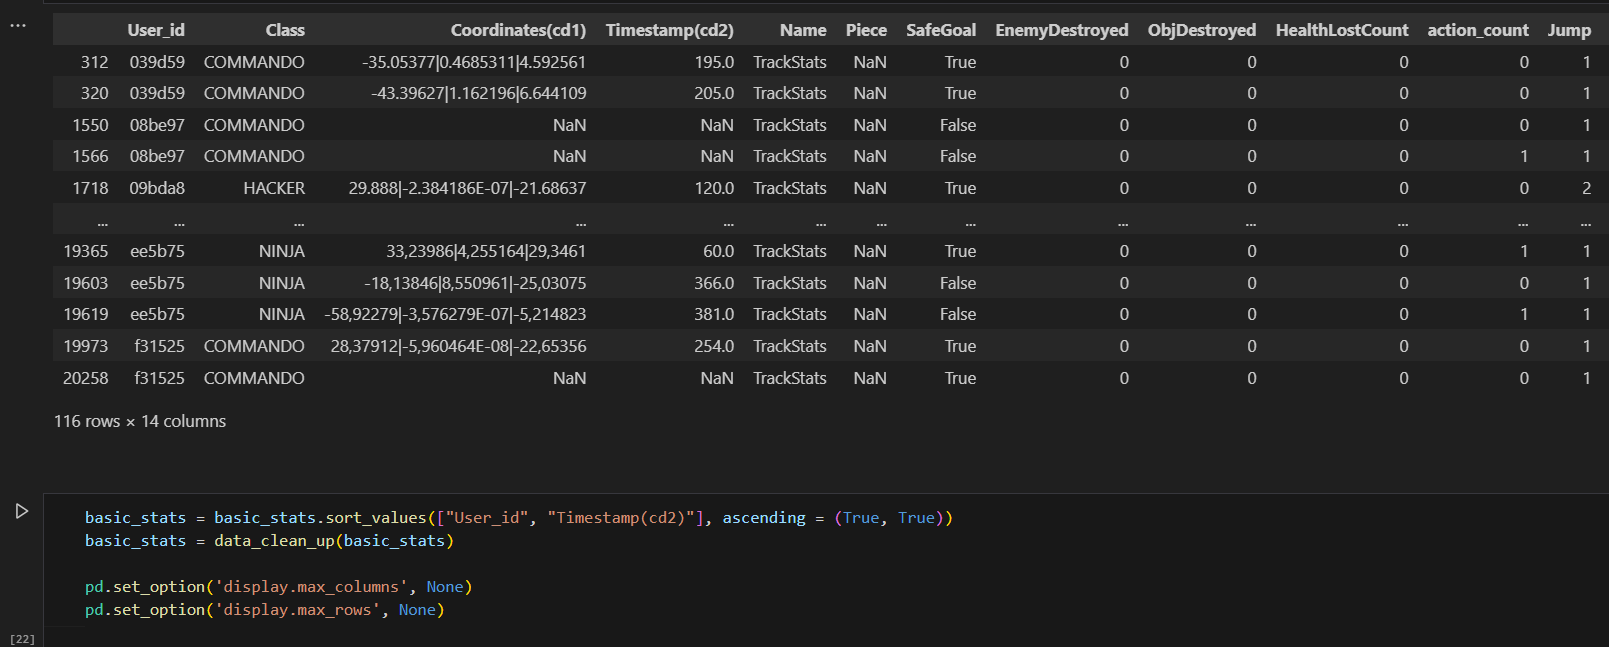 ...
User_id Class Coordinates(cd1) Timestamp(cd2) Name Piece SafeGoal EnemyDestroyed ObjDestroyed HealthLostCount action_count Jump
312 039d59 COMMANDO -35.05377|0.4685311|4.592561 195.0 TrackStats NaN True 0 0 0 0 1
320 039d59 COMMANDO -43.39627|1.162196|6.644109 205.0 TrackStats NaN True 0 0 0 0 1
1550 08be97 COMMANDO NaN NaN TrackStats NaN False 0 0 0 0 1
1566 08be97 COMMANDO NaN NaN TrackStats NaN False 0 0 0 1 1
1718 09bda8 HACKER 29.888|-2.384186E-07|-21.68637 120.0 TrackStats NaN True 0 0 0 0 2
... ... ... ... ... ... ... ... ... ... ... ... ...
19365 ee5b75 NINJA 33,23986|4,255164|29,3461 60.0 TrackStats NaN True 0 0 0 1 1
19603 ee5b75 NINJA -18,13846|8,550961|-25,03075 366.0 TrackStats NaN False 0 0 0 0 1
19619 ee5b75 NINJA -58,92279|-3,576279E-07|-5,214823 381.0 TrackStats NaN False 0 0 0 1 1
19973 f31525 COMMANDO 28,37912|-5,960464E-08|-22,65356 254.0 TrackStats NaN True 0 0 0 0 1
20258 f31525 COMMANDO NaN NaN TrackStats NaN True 0 0 0 0 1
116 rows × 14 columns
basic_stats = basic_stats.sort_values(["User_id", "Timestamp(cd2)"], ascending = (True, True))
basic_stats = data_clean_up(basic_stats)
pd.set_option('display.max_columns', None)
pd.set_option('display.max_rows', None)
[22]